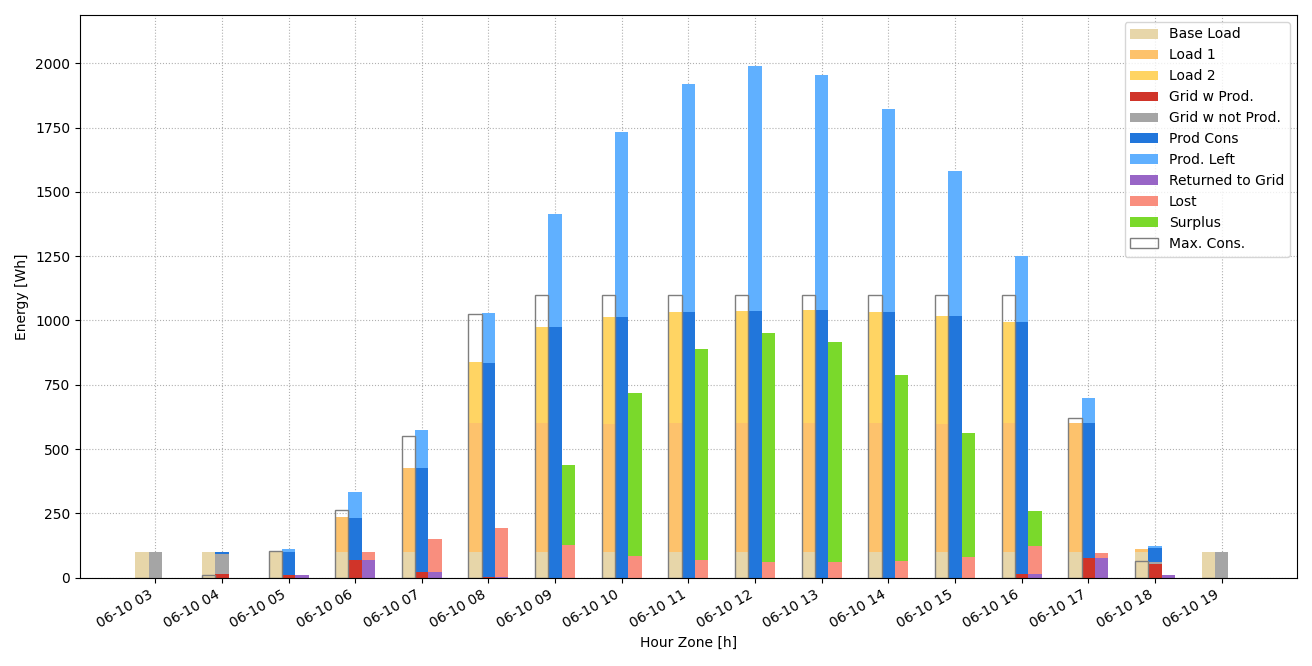 Energy [Wh]
2000
1750
1500
1250
1000
750
500
250
0
Base Load
Load 1
Load 2
Grid w Prod.
Grid w not Prod.
Prod Cons
Prod. Left
Returned to Grid
Lost
Surplus
Max. Cons.
06-10 03
06-10 04
06-10 05
06-10 06
06-10 07
06-10 08
06-10 09
06-10 10
06-10 11
06-10 12
06-10 13
06-10 14
06-10 15
06-10 16
06-10 17
06-10 18
06-10 19
Hour Zone [h]